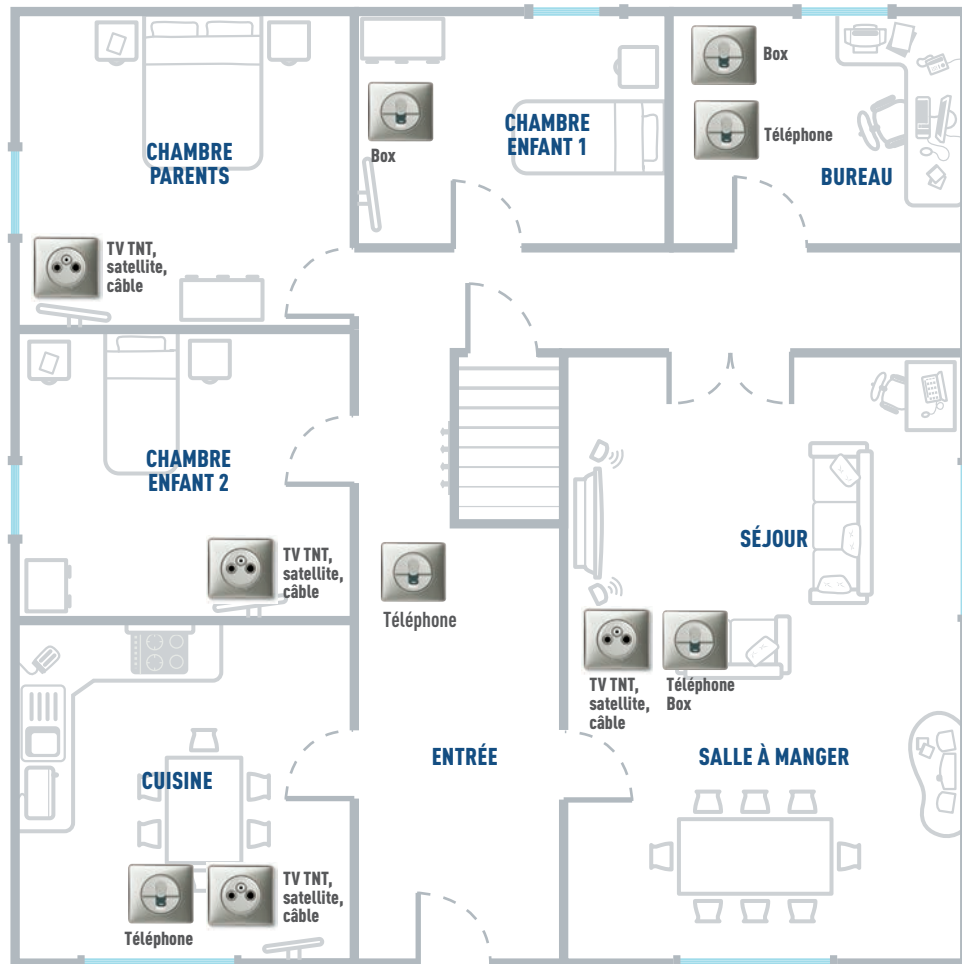 Box
Téléphone
BUREAU
CHAMBRE
ENFANT 1
Box
CHAMBRE
PARENTS
TV TNT,
satellite,
câble
CHAMBRE
ENFANT 2
TV TNT,
satellite,
câble
Téléphone
SÉJOUR
TV TNT,
satellite,
câble
Téléphone
Box
ENTRÉE
SALLE À MANGER
CUISINE
Téléphone
TV TNT,
satellite,
câble